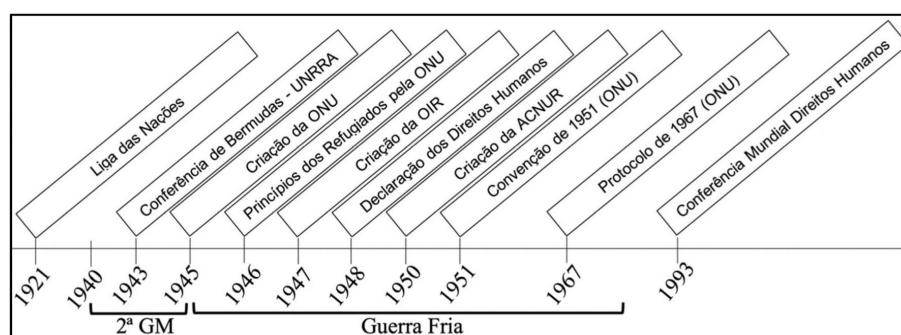 Liga das Nações
Conferência de Bermudas - UNRRA
Criação da ONU
Princípios dos Refugiados pela ONU
Criação da OIR
Declaração dos Direitos Humanos
Criação da ACNUR
Convenção de 1951 (ONU)
Protocolo de 1967 (ONU)
Conferência Mundial Direitos Humanos
1921
1940
1943
1945
1946
1947
1948
1950
1951
1967
1993
2ª GM
Guerra Fria